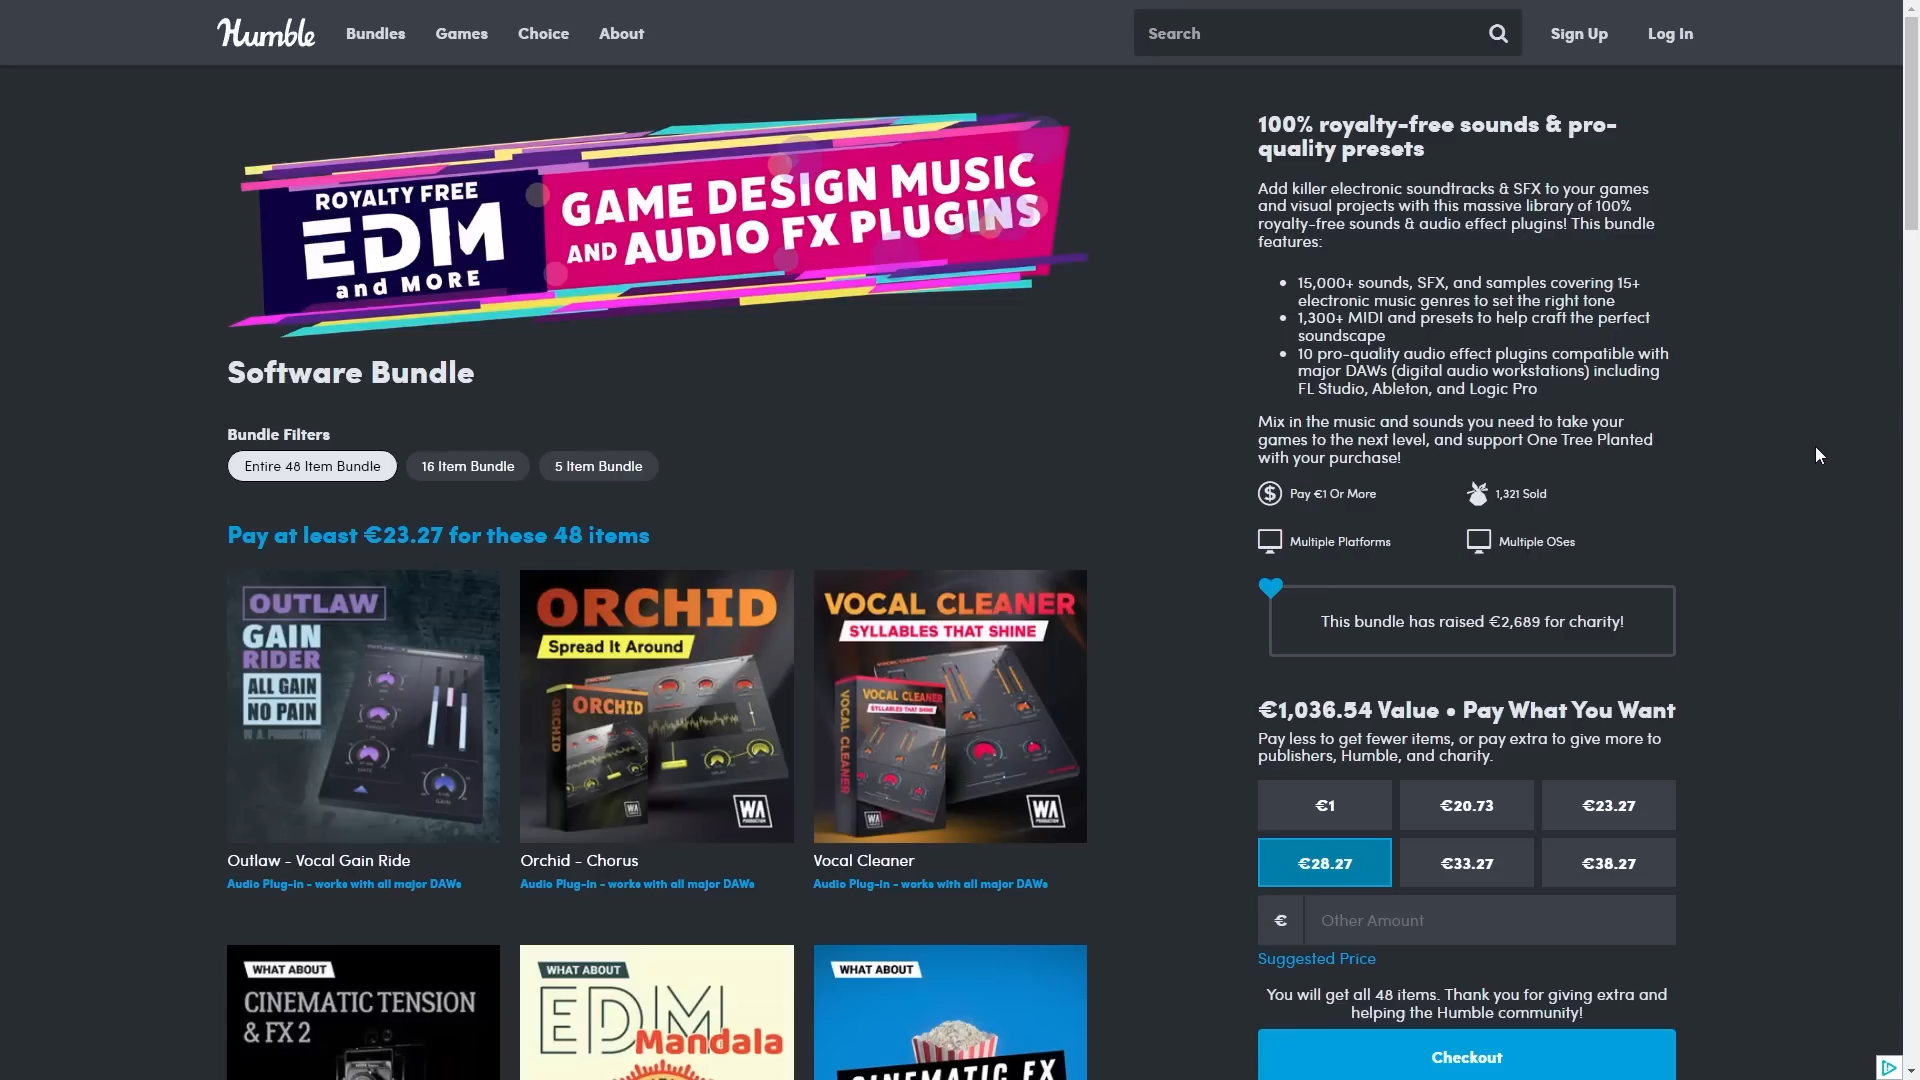 Humble
Bundles
Games
Choice
About
Search
Sign Up
Log In
ROYALTY FREE
EDM
and MORE
GAME DESIGN MUSIC
AND AUDIO FX PLUGINS
Software Bundle
Bundle Filters
Entire 48 Item Bundle
16 Item Bundle
5 Item Bundle
Pay at least €23.27 for these 48 items
OUTLAW
GAIN
RIDER
ALL GAIN
NO PAIN
W. A. PRODUCTION
Outlaw - Vocal Gain Ride
Audio Plug-in - works with all major DAWs
ORCHID
Spread It Around
ORCHID
ORCHID
WA
PRODUCTION
Orchid - Chorus
Audio Plug-in - works with all major DAWs
VOCAL CLEANER
SYLLABLES THAT SHINE
VOCAL CLEANER
SYLLABLES THAT SHINE
VOCAL CLEANER
WA
PRODUCTION
Vocal Cleaner
Audio Plug-in - works with all major DAWs
WHAT ABOUT
CINEMATIC TENSION
& FX 2
WHAT ABOUT
EDM
Mandala
WHAT ABOUT
CINEMATIC FX
100% royalty-free sounds & pro-
quality presets
Add killer electronic soundtracks & SFX to your games
and visual projects with this massive library of 100%
royalty-free sounds & audio effect plugins! This bundle
features:
• 15,000+ sounds, SFX, and samples covering 15+
electronic music genres to set the right tone
• 1,300+ MIDI and presets to help craft the perfect
soundscape
• 10 pro-quality audio effect plugins compatible with
major DAWs (digital audio workstations) including
FL Studio, Ableton, and Logic Pro
Mix in the music and sounds you need to take your
games to the next level, and support One Tree Planted
with your purchase!
Pay €1 Or More
1,321 Sold
Multiple Platforms
Multiple OSes
This bundle has raised €2,689 for charity!
€1,036.54 Value • Pay What You Want
Pay less to get fewer items, or pay extra to give more to
publishers, Humble, and charity.
€1
€20.73
€23.27
€28.27
€33.27
€38.27
€
Other Amount
Suggested Price
You will get all 48 items. Thank you for giving extra and
helping the Humble community!
Checkout